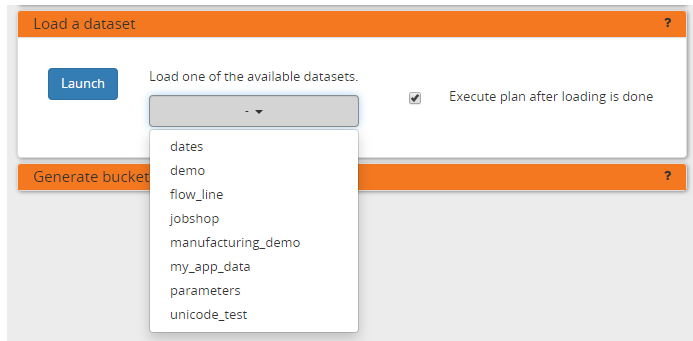 Load a dataset ?
Launch
Load one of the available datasets.
-
Execute plan after loading is done
dates
demo
flow_line
jobshop
manufacturing_demo
my_app_data
parameters
unicode_test
Generate bucket ?